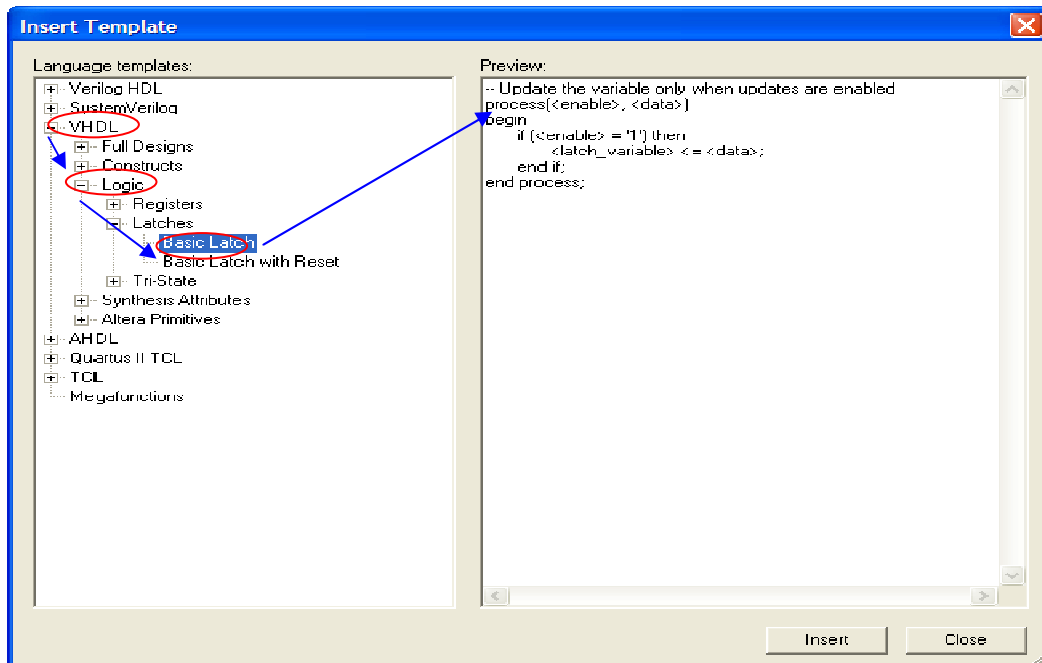 Insert Template
Language templates:
Verilog HDL
SystemVerilog
VHDL
Full Designs
Constructs
Logic
Registers
Latches
Basic Latch
Basic Latch with Reset
Tri-State
Synthesis Attributes
Altera Primitives
AHDL
Quartus II TCL
TCL
Megafunctions
Preview:
-- Update the variable only when updates are enabled
process(<enable>, <data>)
begin
if (<enable> = '1') then
<latch_variable> <= <data>;
end if;
end process;
Insert
Close